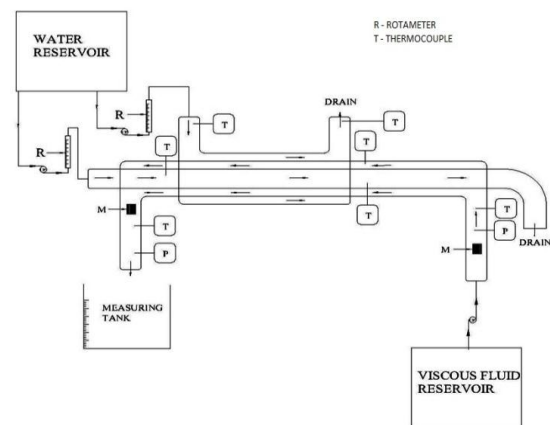 R - ROTAMETER
T - THERMOCOUPLE
WATER
RESERVOIR
R
R
DRAIN
T
T
T
T
T
M
T
P
T
P
M
DRAIN
MEASURING
TANK
VISCOUS FLUID
RESERVOIR